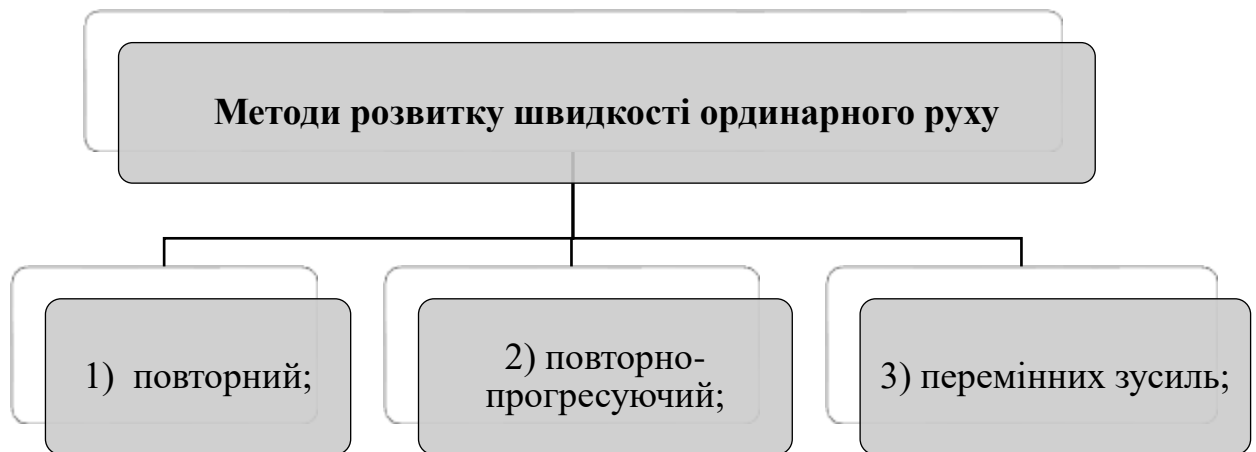 Методи розвитку швидкості ординарного руху
1) повторний;
2) повторно-
прогресуючий;
3) перемінних зусиль;